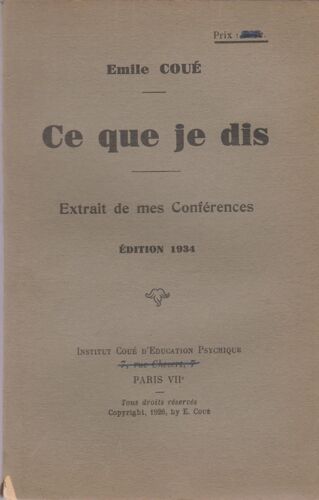 Prix :
Emile COUÉ
Ce que je dis
Extrait de mes Conférences
ÉDITION 1934
INSTITUT COUÉ D'EDUCATION PSYCHIQUE
7, rue Chevert, 7
PARIS VIIe
Tous droits réservés
Copyright, 1926, by E. COUÉ